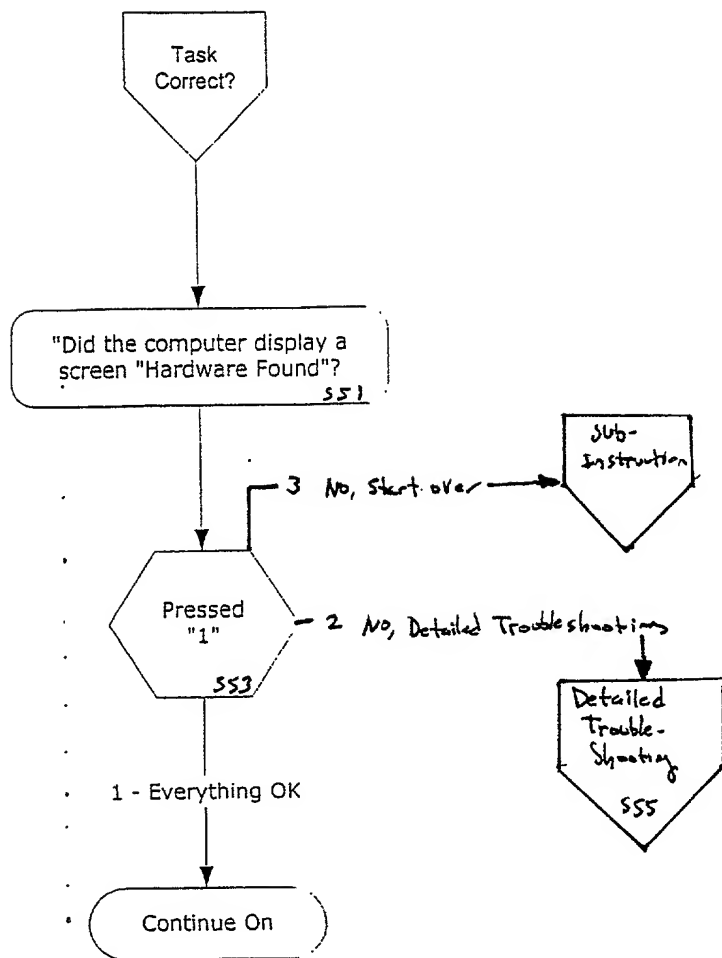 Task
Correct?
"Did the computer display a
screen "Hardware Found"?
551
Sub-
Instruction
3 No, Start over
Pressed
"1"
553
2 No, Detailed Troubleshooting
Detailed
Trouble-
Shooting
555
1 - Everything OK
Continue On